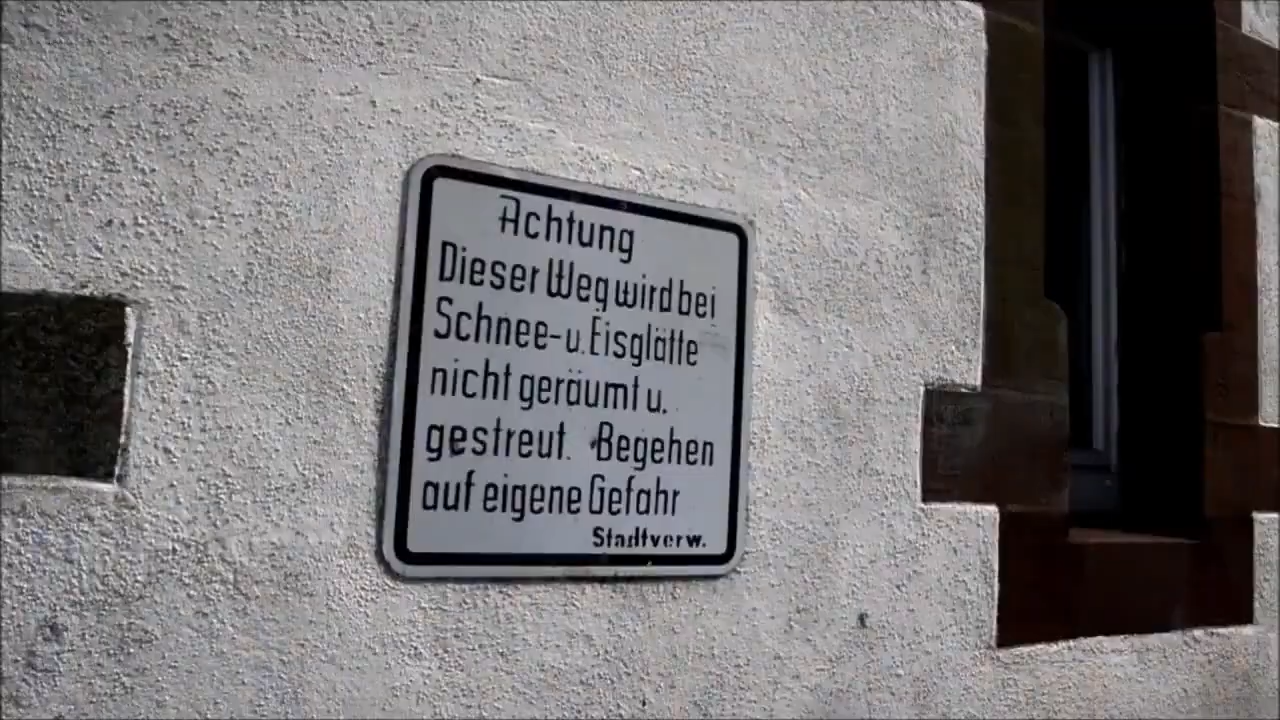 Achtung
Dieser Weg wird bei
Schnee-u. Eisglätte
nicht geräumt u.
gestreut. Begehen
auf eigene Gefahr
Stadtverw.